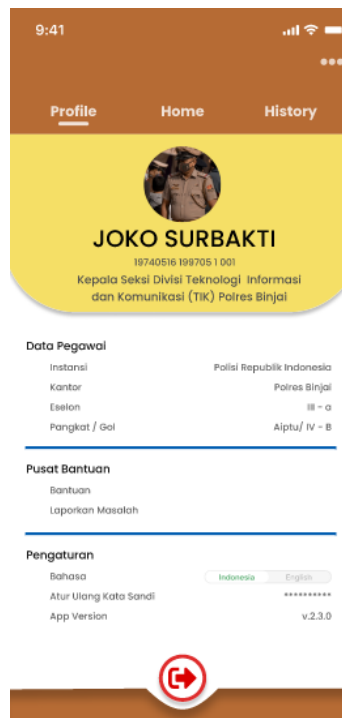 9:41
Profile Home History
JOKO SURBAKTI
19740516 199705 1 001
Kepala Seksi Divisi Teknologi Informasi
dan Komunikasi (TIK) Polres Binjai
Data Pegawai
Instansi Polisi Republik Indonesia
Kantor Polres Binjai
Eselon III - a
Pangkat / Gol Aiptu/ IV - B
Pusat Bantuan
Bantuan
Laporkan Masalah
Pengaturan
Bahasa Indonesia English
Atur Ulang Kata Sandi **********
App Version v.2.3.0